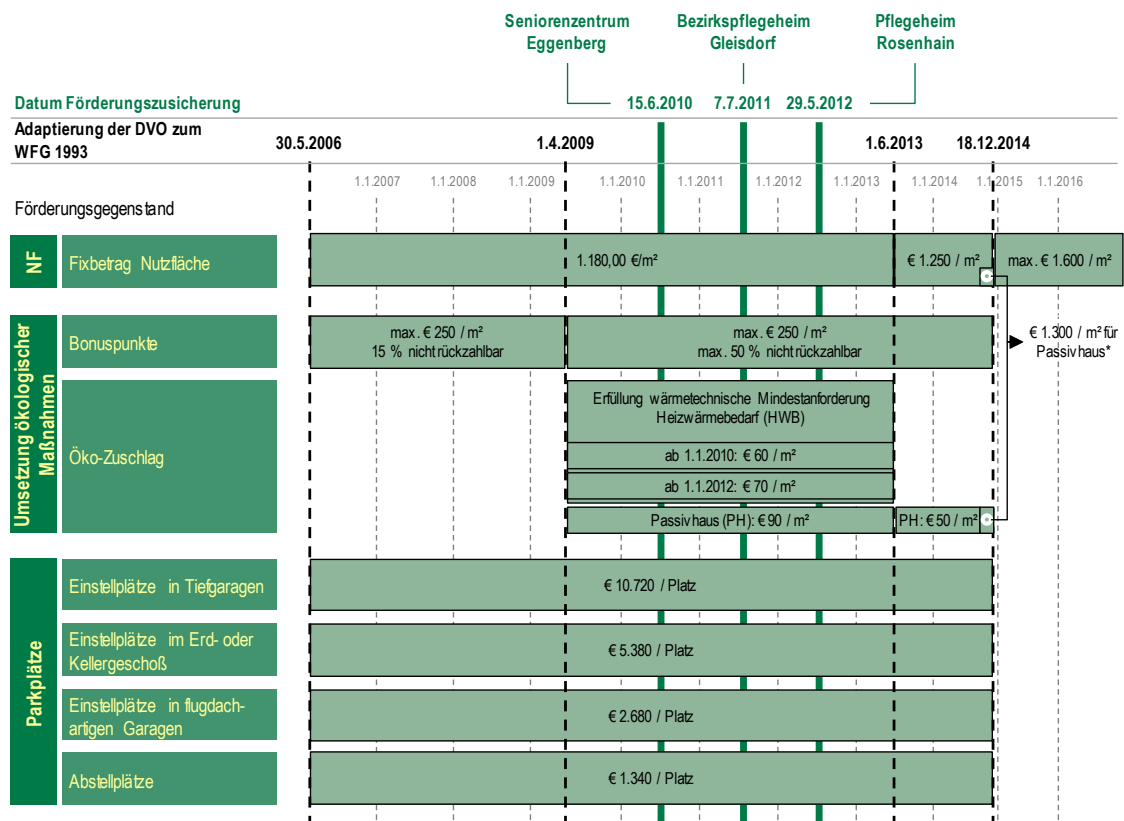 Seniorenzentrum
Eggenberg
Bezirkspflegeheim
Gleisdorf
Pflegeheim
Rosenhain
Datum Förderungszusicherung
15.6.2010 7.7.2011 29.5.2012
Adaptierung der DVO zum
WFG 1993
30.5.2006 1.4.2009 1.6.2013 18.12.2014
1.1.2007 1.1.2008 1.1.2009 1.1.2010 1.1.2011 1.1.2012 1.1.2013 1.1.2014 1.1.2015 1.1.2016
Förderungsgegenstand
NF
Fixbetrag Nutzfläche
1.180,00 €/m²
€ 1.250 / m²
max. € 1.600 / m²
Umsetzung ökologischer
Maßnahmen
Bonuspunkte
max. € 250 / m²
15 % nicht rückzahlbar
max. € 250 / m²
max. 50 % nicht rückzahlbar
€ 1.300 / m² für
Passivhaus*
Öko-Zuschlag
Erfüllung wärmetechnische Mindestanforderung
Heizwärmebedarf (HWB)
ab 1.1.2010: € 60 / m²
ab 1.1.2012: € 70 / m²
Passivhaus (PH): € 90 / m²
PH: € 50 / m²
Parkplätze
Einstellplätze in Tiefgaragen
€ 10.720 / Platz
Einstellplätze im Erd- oder
Kellergeschoß
€ 5.380 / Platz
Einstellplätze in flugdach-
artigen Garagen
€ 2.680 / Platz
Abstellplätze
€ 1.340 / Platz